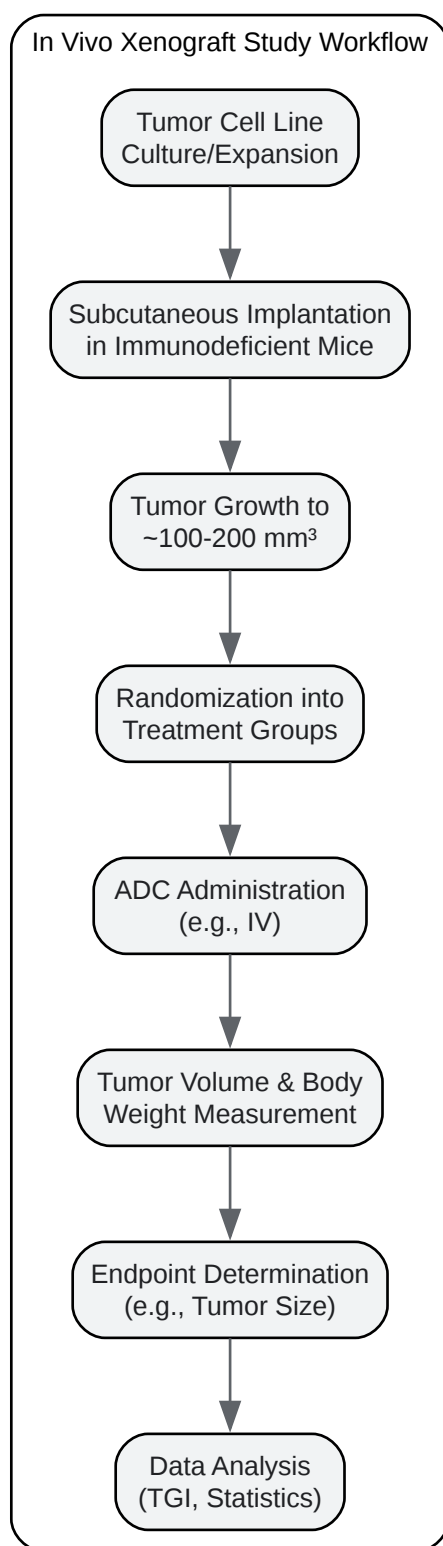 In Vivo Xenograft Study Workflow
Tumor Cell Line
Culture/Expansion
Subcutaneous Implantation
in Immunodeficient Mice
Tumor Growth to
~100-200 mm³
Randomization into
Treatment Groups
ADC Administration
(e.g., IV)
Tumor Volume & Body
Weight Measurement
Endpoint Determination
(e.g., Tumor Size)
Data Analysis
(TGI, Statistics)